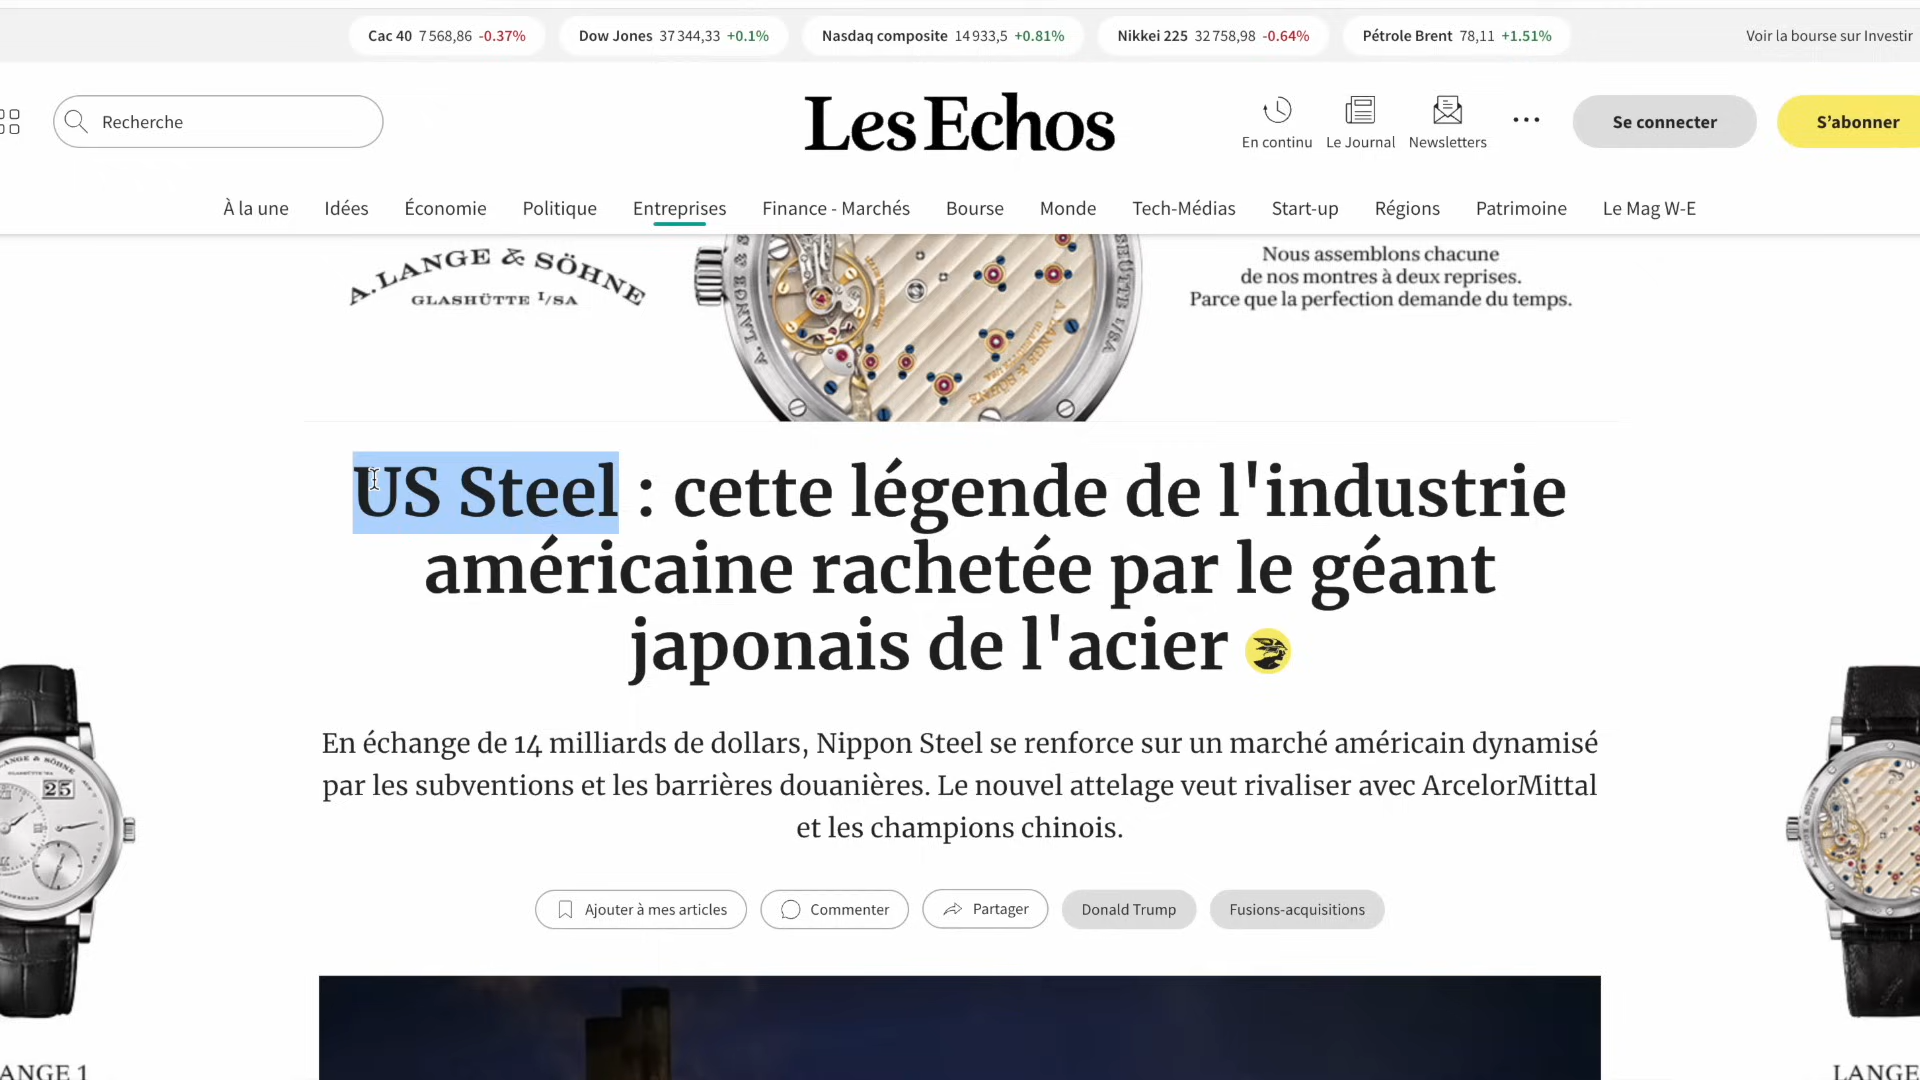 Cac 40 7 568,86 -0.37% Dow Jones 37 344,33 +0.1% Nasdaq composite 14 933,5 +0.81% Nikkei 225 32 758,98 -0.64% Pétrole Brent 78,11 +1.51% Voir la bourse sur Investir
Recherche
Les Echos
En continu Le Journal Newsletters
Se connecter
S'abonner
À la une Idées Économie Politique Entreprises Finance - Marchés Bourse Monde Tech-Médias Start-up Régions Patrimoine Le Mag W-E
A. LANGE & SÖHNE
GLASHÜTTE I/SA
Nous assemblons chacune
de nos montres à deux reprises.
Parce que la perfection demande du temps.
US Steel : cette légende de l'industrie
américaine rachetée par le géant
japonais de l'acier
En échange de 14 milliards de dollars, Nippon Steel se renforce sur un marché américain dynamisé
par les subventions et les barrières douanières. Le nouvel attelage veut rivaliser avec ArcelorMittal
et les champions chinois.
Ajouter à mes articles Commenter Partager Donald Trump Fusions-acquisitions
A. LANGE & SÖHNE
25
ANGE 1
LANGE